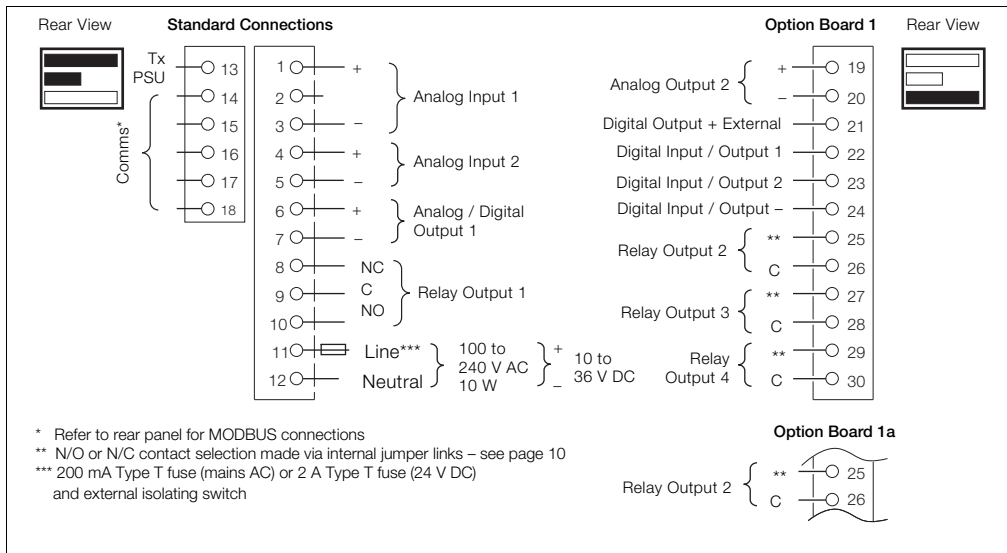 Rear View
Standard Connections
Option Board 1
Rear View
Tx
PSU
13
14
15
16
17
18
Comms*
1 +
2
3 –
Analog Input 1
4 +
5 –
Analog Input 2
6 +
7 –
Analog / Digital
Output 1
8 NC
9 C
10 NO
Relay Output 1
11 Line***
12 Neutral
100 to
240 V AC
10 W
+
–
10 to
36 V DC
Analog Output 2
+ 19
– 20
Digital Output + External 21
Digital Input / Output 1 22
Digital Input / Output 2 23
Digital Input / Output – 24
Relay Output 2
** 25
C 26
Relay Output 3
** 27
C 28
Relay
Output 4
** 29
C 30
* Refer to rear panel for MODBUS connections
** N/O or N/C contact selection made via internal jumper links – see page 10
*** 200 mA Type T fuse (mains AC) or 2 A Type T fuse (24 V DC)
and external isolating switch
Option Board 1a
Relay Output 2
** 25
C 26